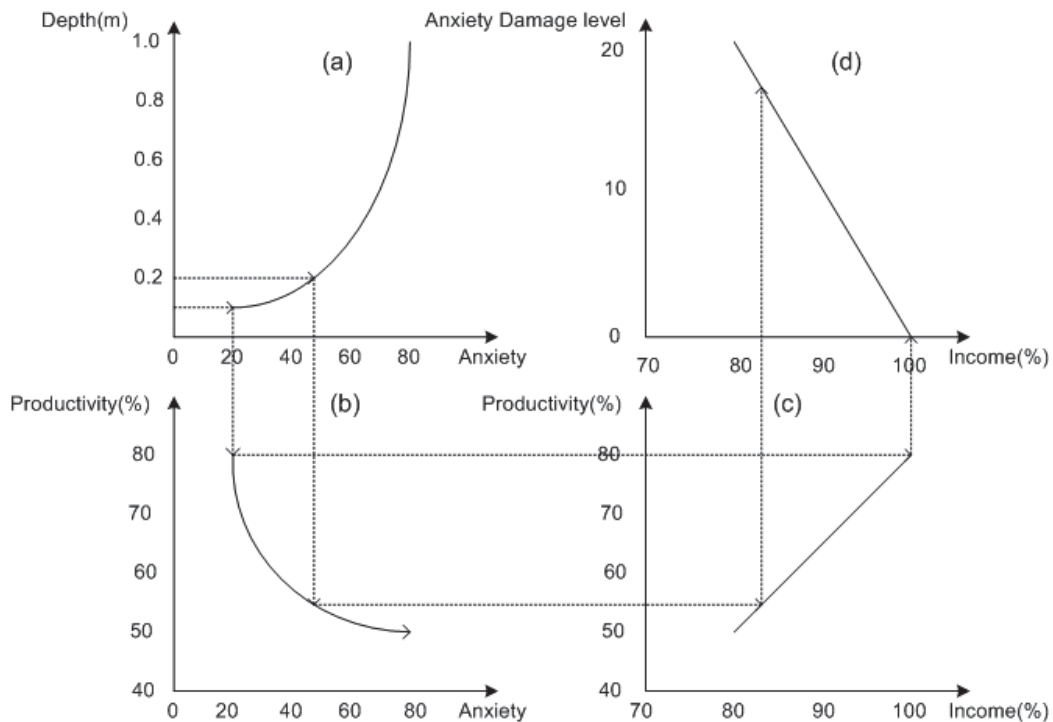 Depth(m)
1.0
(a)
0.8
0.6
0.4
0.2
0 20 40 60 80 Anxiety
Anxiety Damage level
20
(d)
10
0
70 80 90 100 Income(%)
Productivity(%)
(b)
80
70
60
50
40
0 20 40 60 80 Anxiety
Productivity(%)
(c)
80
70
60
50
40
70 80 90 100 Income(%)